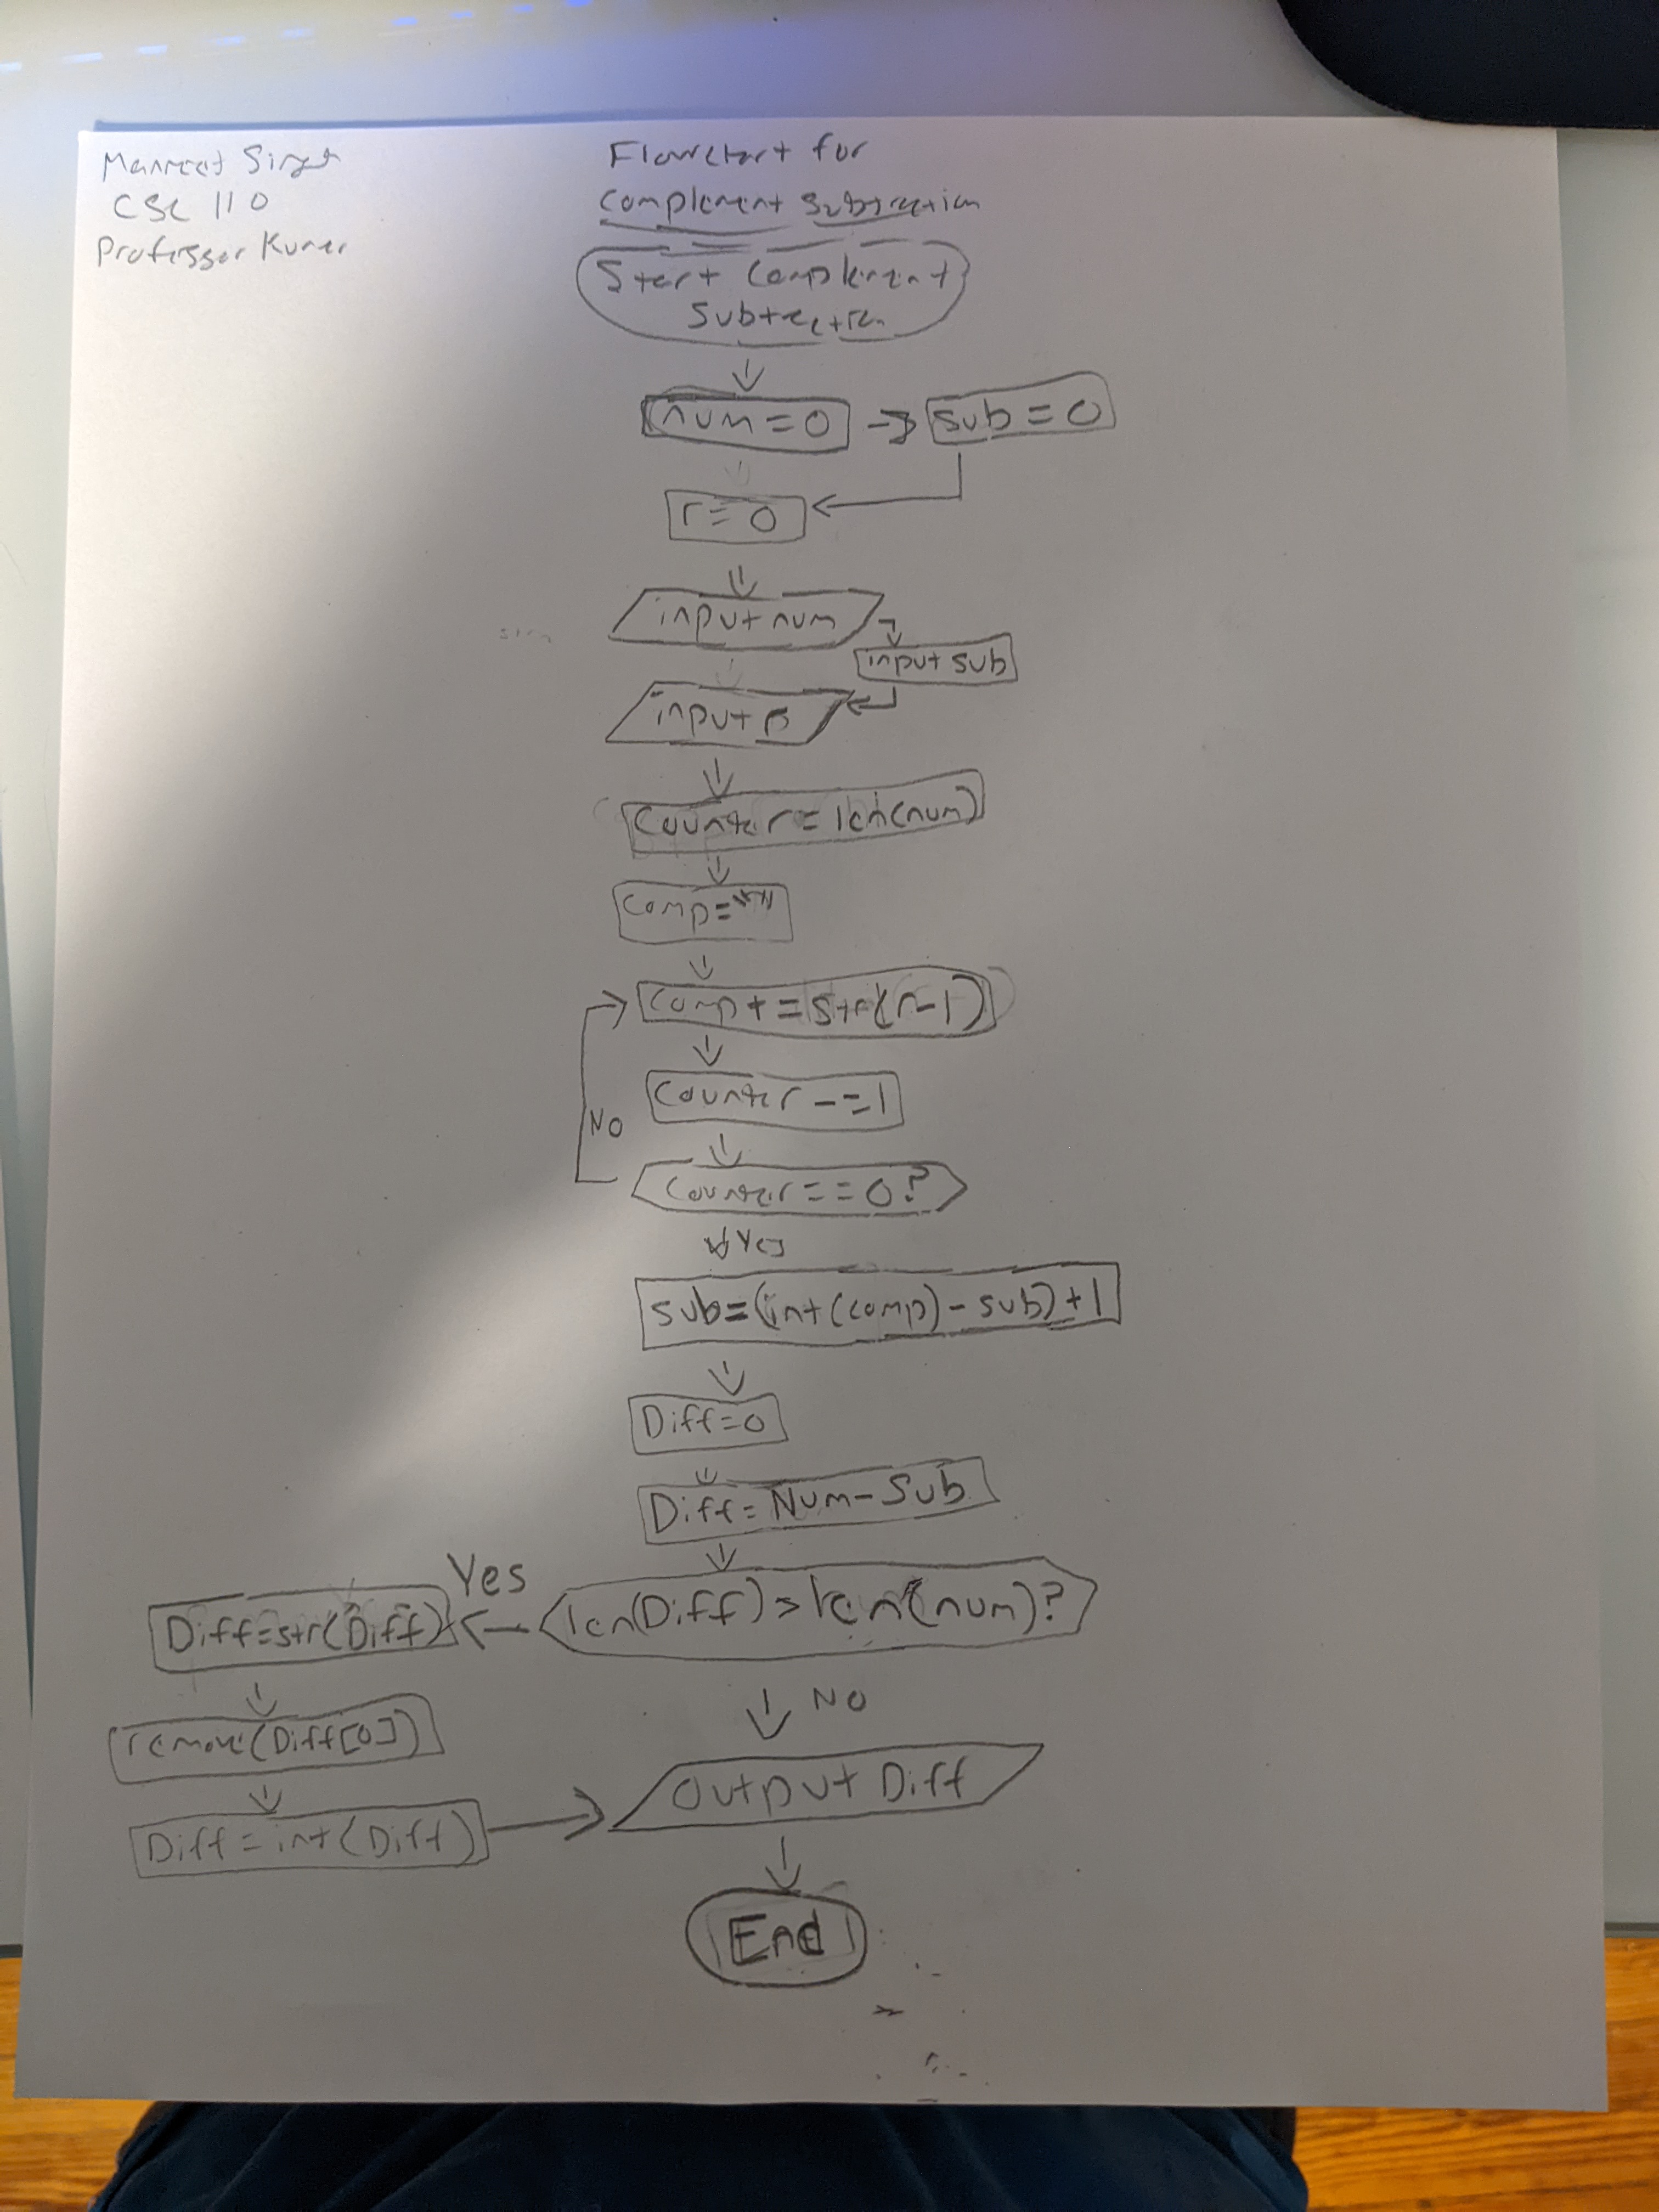 Manreet Singh
CSC 110
Professor Kumar
Flowchart for
Complement Subtraction
Start Complement
Subtraction
num=0
sub=0
r=0
input num
input sub
input r
Counter=len(num)
Comp=""
Comp+=str(r-1)
Counter-=1
NO
Counter==0?
Yes
sub=(int(comp)-sub)+1
Diff=0
Diff=Num-Sub
Yes
len(Diff)>len(num)?
Diff=str(Diff)
NO
remove(Diff[0])
Output Diff
Diff=int(Diff)
End